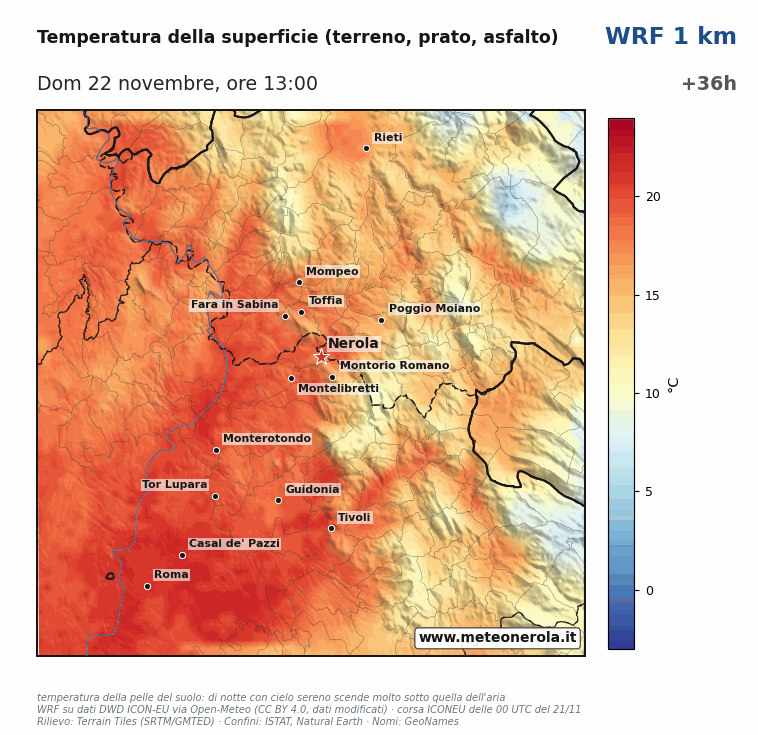 Temperatura della superficie (terreno, prato, asfalto)
WRF 1 km
Dom 22 novembre, ore 13:00
+36h
Rieti
Mompeo
Fara in Sabina
Toffia
Poggio Moiano
Nerola
Montorio Romano
Montelibretti
Monterotondo
Tor Lupara
Guidonia
Tivoli
Casal de' Pazzi
Roma
www.meteonerola.it
20
15
10
5
0
°C
temperatura della pelle del suolo: di notte con cielo sereno scende molto sotto quella dell'aria
WRF su dati DWD ICON-EU via Open-Meteo (CC BY 4.0, dati modificati) · corsa ICONEU delle 00 UTC del 21/11
Rilievo: Terrain Tiles (SRTM/GMTED) · Confini: ISTAT, Natural Earth · Nomi: GeoNames